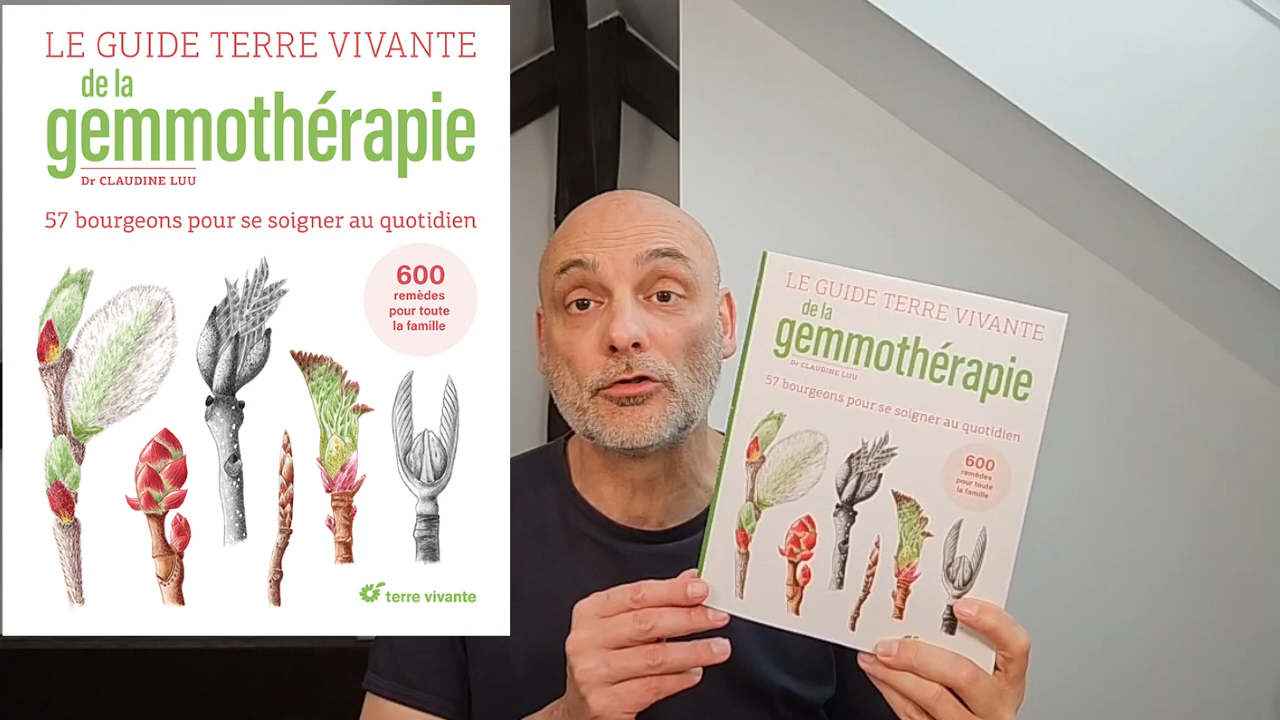 LE GUIDE TERRE VIVANTE
de la
gemmothérapie
Dr CLAUDINE LUU
57 bourgeons pour se soigner au quotidien
600
remèdes
pour toute
la famille
terre vivante
LE GUIDE TERRE VIVANTE
de la
gemmothérapie
Dr CLAUDINE LUU
57 bourgeons pour se soigner au quotidien
600
remèdes
pour toute
la famille